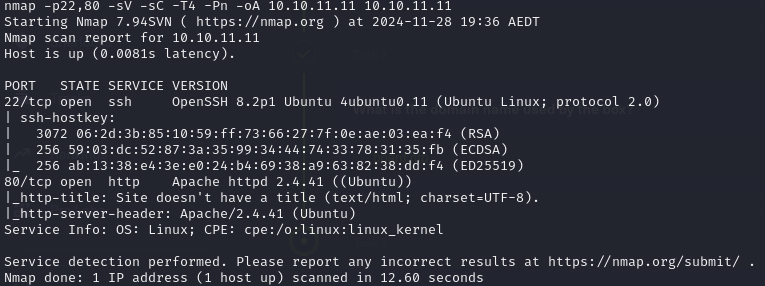 nmap -p22,80 -sV -sC -T4 -Pn -oA 10.10.11.11 10.10.11.11
Starting Nmap 7.94SVN ( https://nmap.org ) at 2024-11-28 19:36 AEDT
Nmap scan report for 10.10.11.11
Host is up (0.0081s latency).
PORT   STATE SERVICE VERSION
22/tcp open  ssh     OpenSSH 8.2p1 Ubuntu 4ubuntu0.11 (Ubuntu Linux; protocol 2.0)
| ssh-hostkey:
|   3072 06:2d:3b:85:10:59:ff:73:66:27:7f:0e:ae:03:ea:f4 (RSA)
|   256 59:03:dc:52:87:3a:35:99:34:44:74:33:78:31:35:fb (ECDSA)
|_  256 ab:13:38:e4:3e:e0:24:b4:69:38:a9:63:82:38:dd:f4 (ED25519)
80/tcp open  http    Apache httpd 2.4.41 ((Ubuntu))
|_http-title: Site doesn't have a title (text/html; charset=UTF-8).
|_http-server-header: Apache/2.4.41 (Ubuntu)
Service Info: OS: Linux; CPE: cpe:/o:linux:linux_kernel
Service detection performed. Please report any incorrect results at https://nmap.org/submit/ .
Nmap done: 1 IP address (1 host up) scanned in 12.60 seconds